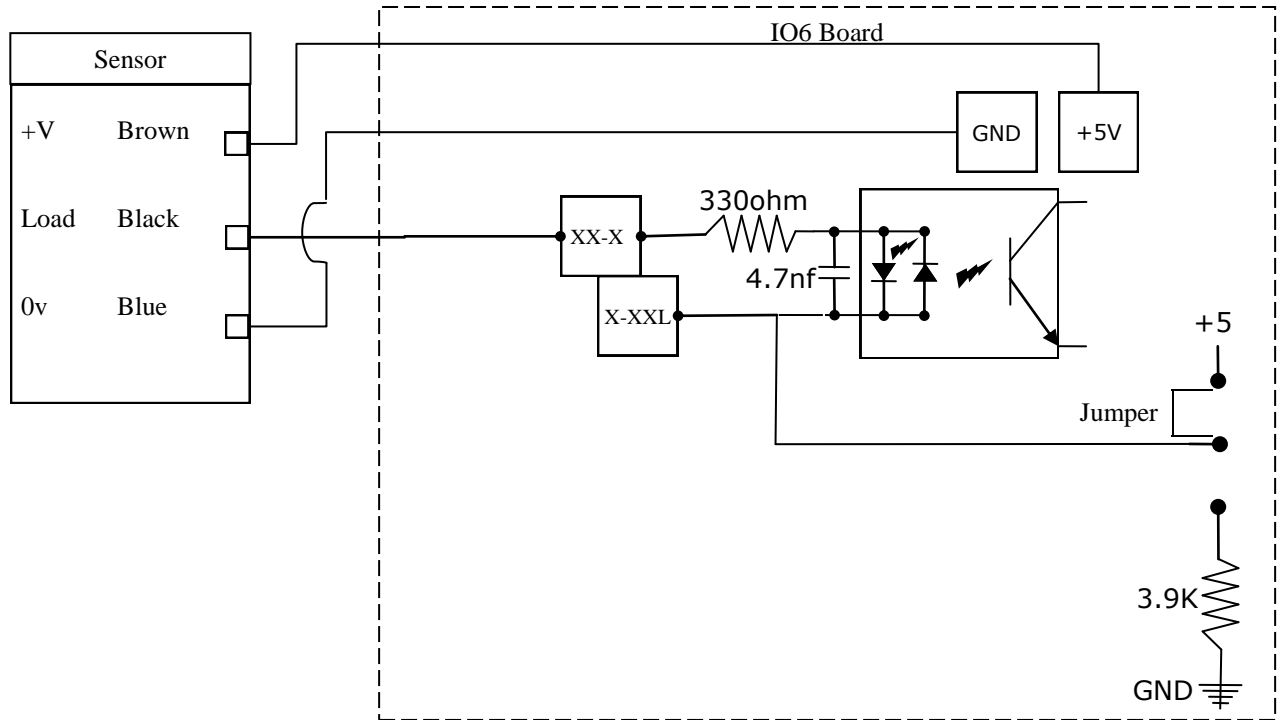 IO6 Board
Sensor
+V Brown
GND +5V
Load Black
330ohm
XX-X
4.7nf
0v Blue
X-XXL
+5
Jumper
3.9K
GND